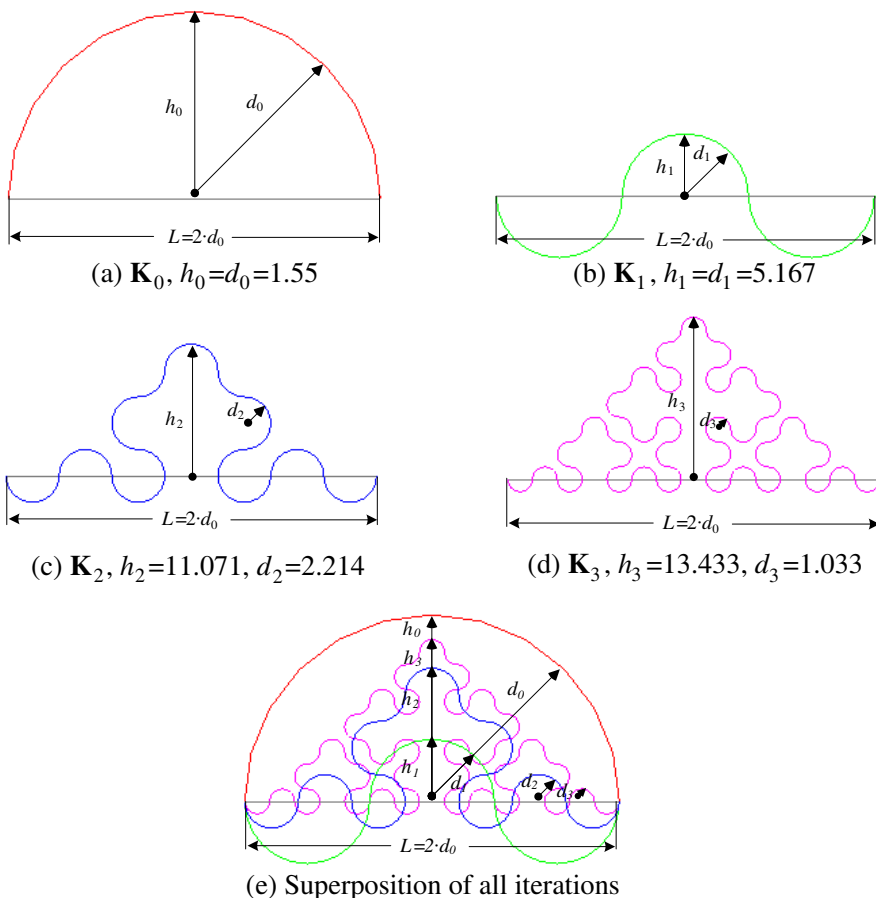 h₀
d₀
L=2·d₀
(a) K₀, h₀=d₀=1.55
h₁
d₁
L=2·d₀
(b) K₁, h₁=d₁=5.167
h₂
d₂
L=2·d₀
(c) K₂, h₂=11.071, d₂=2.214
h₃
d₃
L=2·d₀
(d) K₃, h₃=13.433, d₃=1.033
h₀
h₃
d₀
h₂
h₁
d₁
d₂
d₃
L=2·d₀
(e) Superposition of all iterations